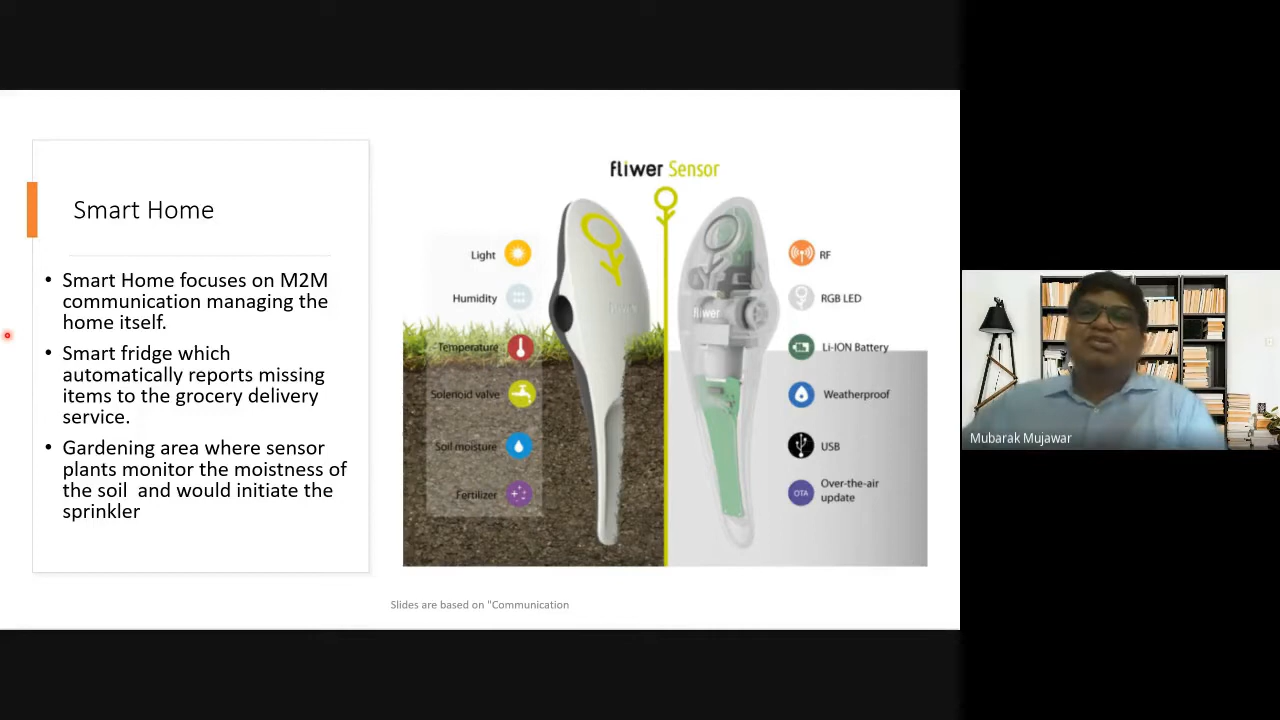 Smart Home
• Smart Home focuses on M2M
communication managing the
home itself.
• Smart fridge which
automatically reports missing
items to the grocery delivery
service.
• Gardening area where sensor
plants monitor the moistness of
the soil  and would initiate the
sprinkler
fliwer Sensor
Light
Humidity
Temperature
Solenoid valve
Soil moisture
Fertilizer
fliwer
fliwer
RF
RGB LED
Li-ION Battery
Weatherproof
USB
OTA
Over-the-air
update
Slides are based on "Communication
Mubarak Mujawar